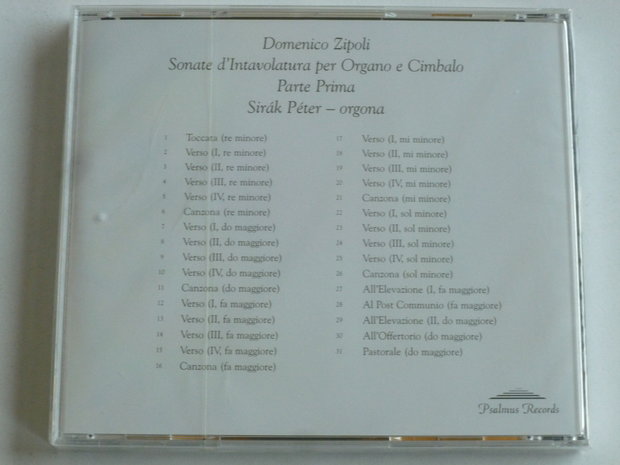 Domenico Zipoli
Sonate d'Intavolatura per Organo e Cimbalo
Parte Prima
Sirák Péter – orgona
1 Toccata (re minore)
2 Verso (I, re minore)
3 Verso (II, re minore)
4 Verso (III, re minore)
5 Verso (IV, re minore)
6 Canzona (re minore)
7 Verso (I, do maggiore)
8 Verso (II, do maggiore)
9 Verso (III, do maggiore)
10 Verso (IV, do maggiore)
11 Canzona (do maggiore)
12 Verso (I, fa maggiore)
13 Verso (II, fa maggiore)
14 Verso (III, fa maggiore)
15 Verso (IV, fa maggiore)
16 Canzona (fa maggiore)
17 Verso (I, mi minore)
18 Verso (II, mi minore)
19 Verso (III, mi minore)
20 Verso (IV, mi minore)
21 Canzona (mi minore)
22 Verso (I, sol minore)
23 Verso (II, sol minore)
24 Verso (III, sol minore)
25 Verso (IV, sol minore)
26 Canzona (sol minore)
27 All'Elevazione (I, fa maggiore)
28 Al Post Communio (fa maggiore)
29 All'Elevazione (II, do maggiore)
30 All'Offertorio (do maggiore)
31 Pastorale (do maggiore)
Psalmus Records